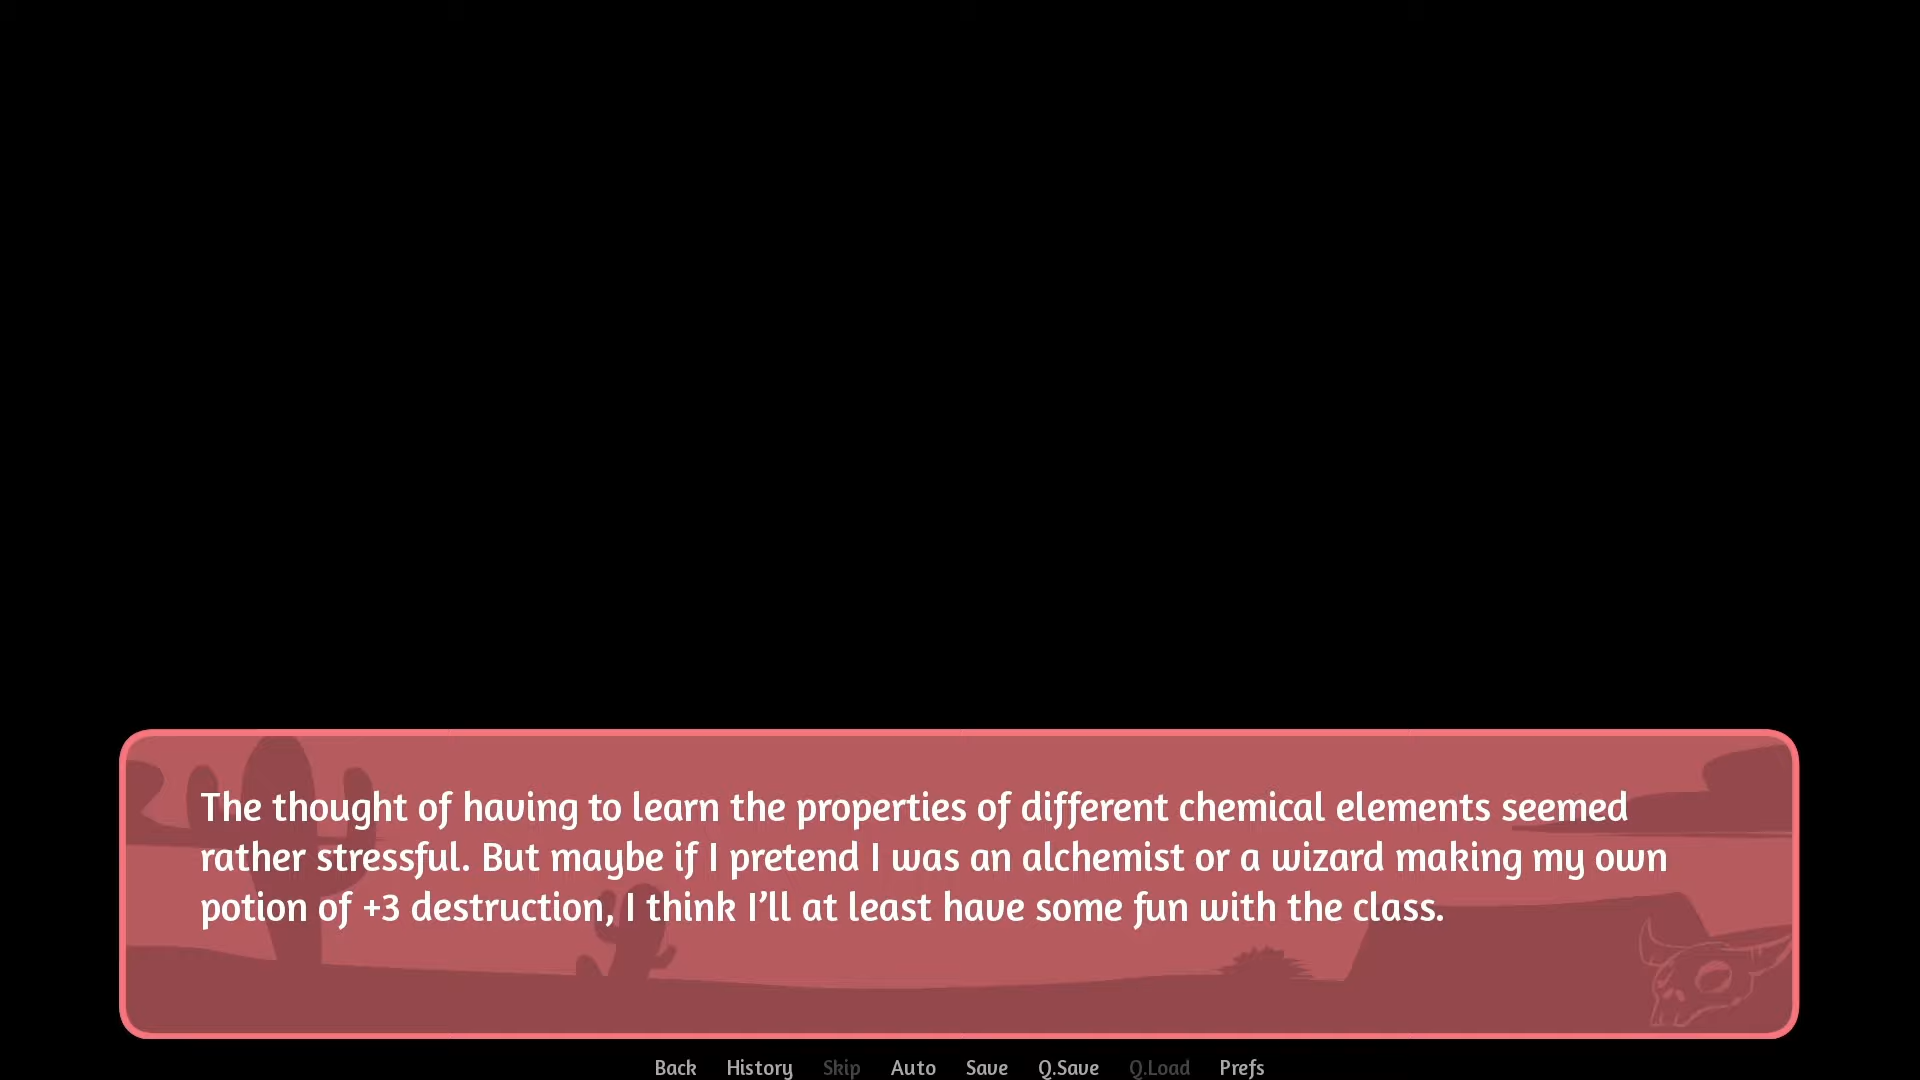 The thought of having to learn the properties of different chemical elements seemed
rather stressful. But maybe if I pretend I was an alchemist or a wizard making my own
potion of +3 destruction, I think I’ll at least have some fun with the class.
Back History Skip Auto Save Q.Save Q.Load Prefs